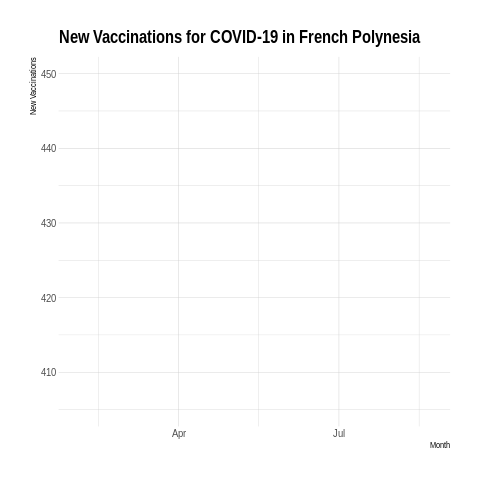 New Vaccinations for COVID-19 in French Polynesia
New Vaccinations
450
440
430
420
410
Apr
Jul
Month